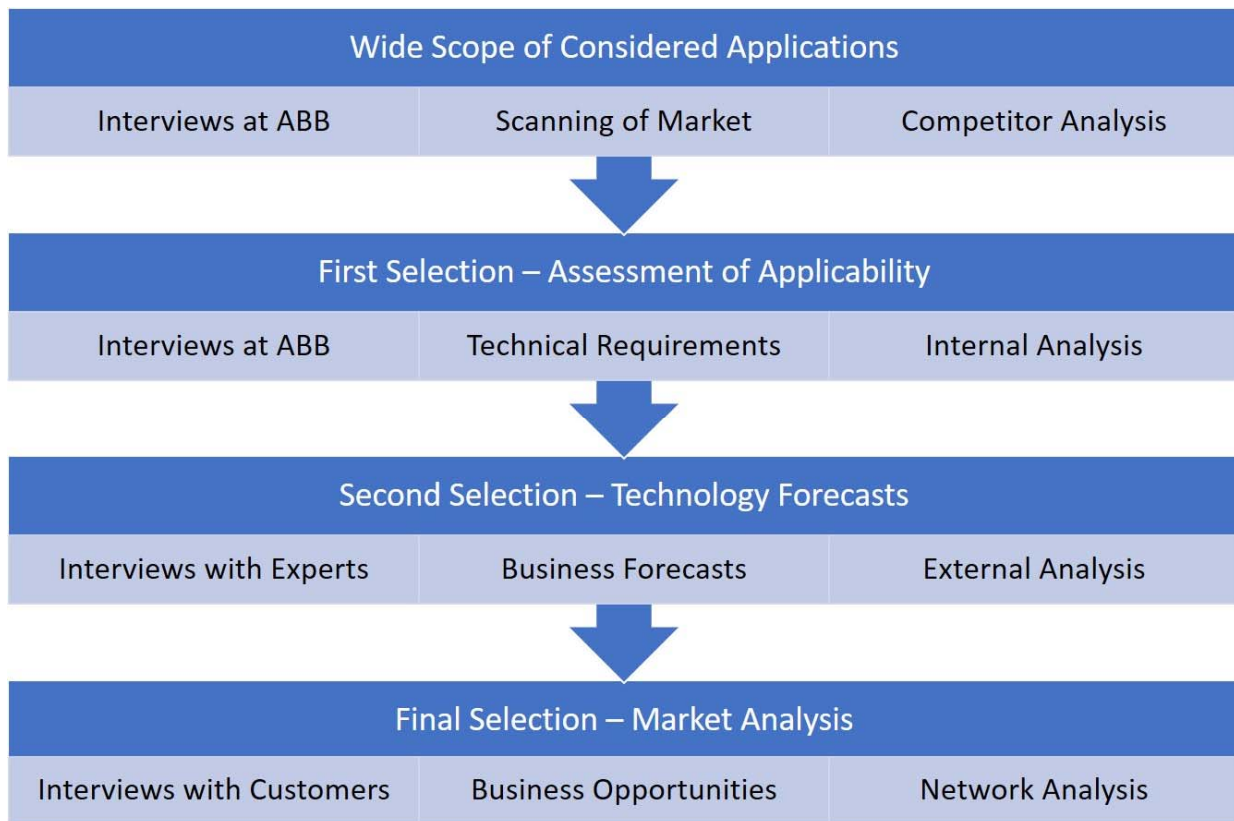 Wide Scope of Considered Applications
Interviews at ABB
Scanning of Market
Competitor Analysis
First Selection – Assessment of Applicability
Interviews at ABB
Technical Requirements
Internal Analysis
Second Selection – Technology Forecasts
Interviews with Experts
Business Forecasts
External Analysis
Final Selection – Market Analysis
Interviews with Customers
Business Opportunities
Network Analysis